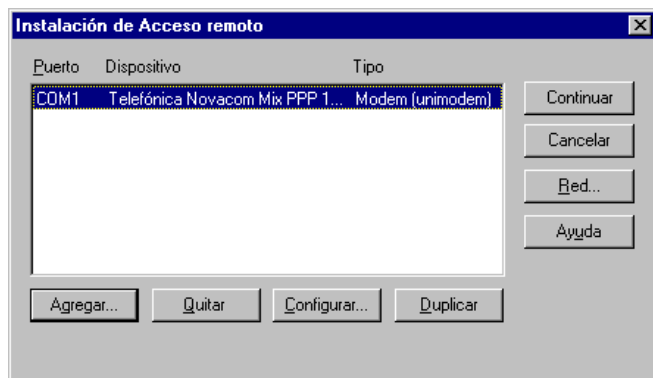 Instalación de Acceso remoto
Puerto Dispositivo Tipo
COM1 Telefónica Novacom Mix PPP 1... Modem (unimodem)
Continuar
Cancelar
Red...
Ayuda
Agregar... Quitar Configurar... Duplicar